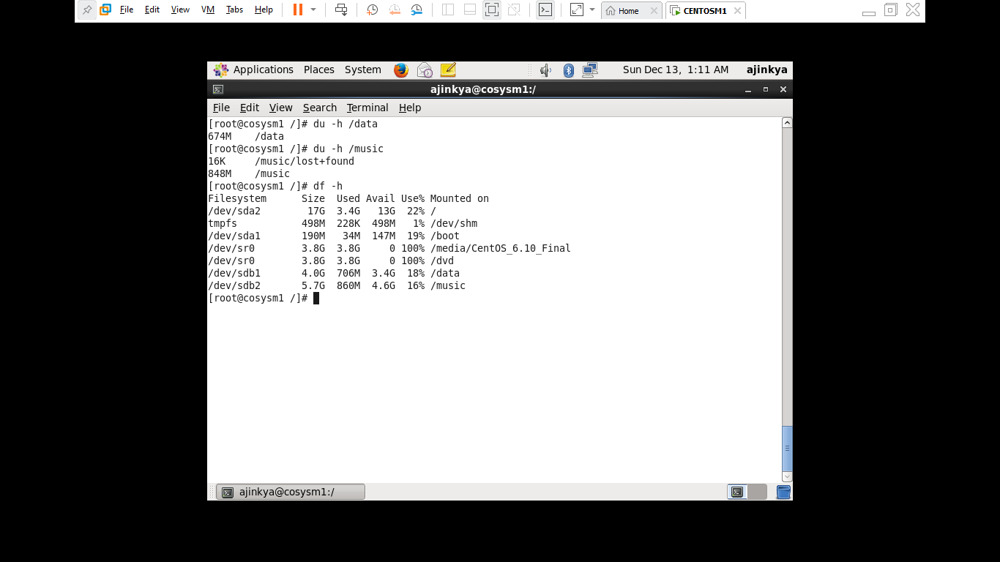 File Edit View VM Tabs Help Home CENTOSM1
Applications Places System Sun Dec 13, 1:11 AM ajinkya
ajinkya@cosysm1:/
File Edit View Search Terminal Help
[root@cosysm1 /]# du -h /data
674M    /data
[root@cosysm1 /]# du -h /music
16K     /music/lost+found
848M    /music
[root@cosysm1 /]# df -h
Filesystem      Size  Used Avail Use% Mounted on
/dev/sda2        17G  3.4G   13G  22% /
tmpfs           498M  228K  498M   1% /dev/shm
/dev/sda1       190M   34M  147M  19% /boot
/dev/sr0        3.8G  3.8G     0 100% /media/CentOS_6.10_Final
/dev/sr0        3.8G  3.8G     0 100% /dvd
/dev/sdb1       4.0G  706M  3.4G  18% /data
/dev/sdb2       5.7G  860M  4.6G  16% /music
[root@cosysm1 /]#
ajinkya@cosysm1:/